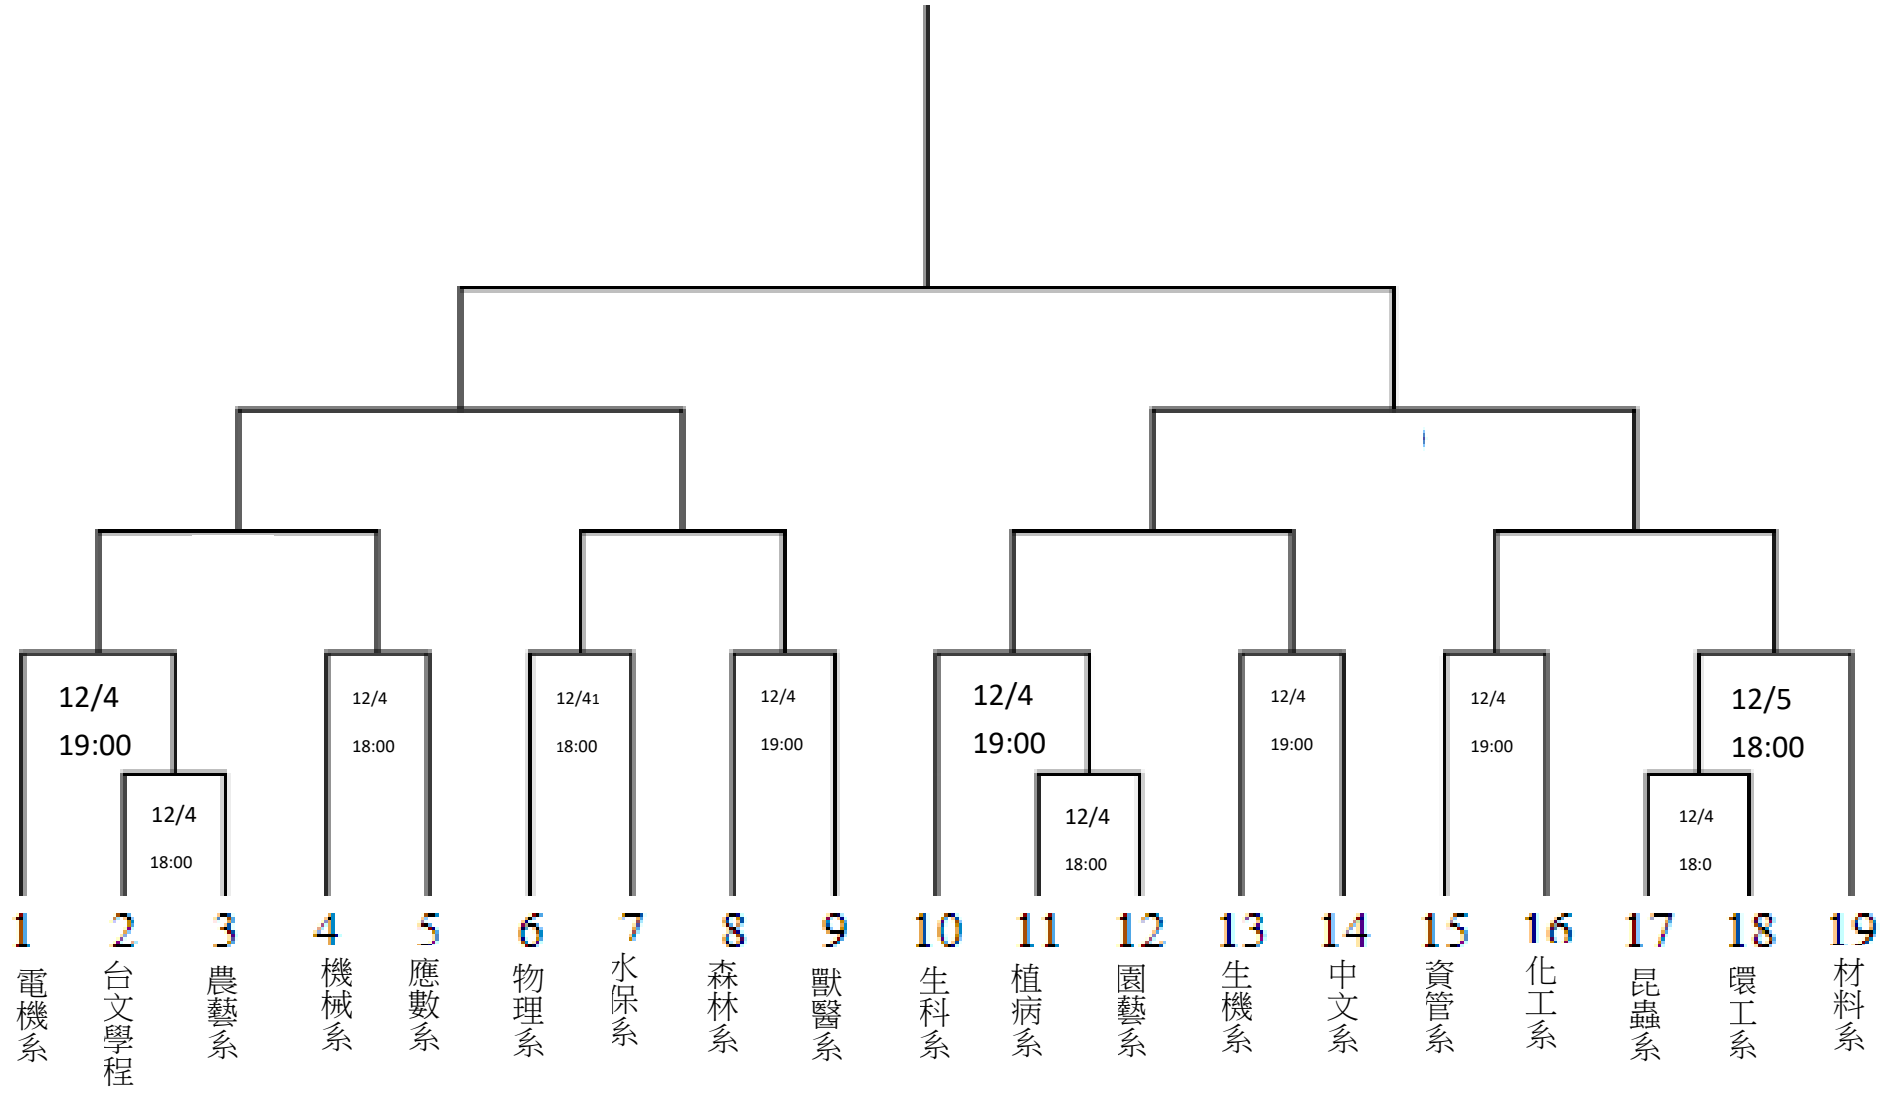 12/4
19:00
12/4
18:00
12/4
18:00
12/41
18:00
12/4
19:00
12/4
19:00
12/4
18:00
12/4
19:00
12/4
19:00
12/5
18:00
12/4
18:0
1 2 3 4 5 6 7 8 9 10 11 12 13 14 15 16 17 18 19
電機系
台文學程
農藝系
機械系
應數系
物理系
水保系
森林系
獸醫系
生科系
植病系
園藝系
生機系
中文系
資管系
化工系
昆蟲系
環工系
材料系